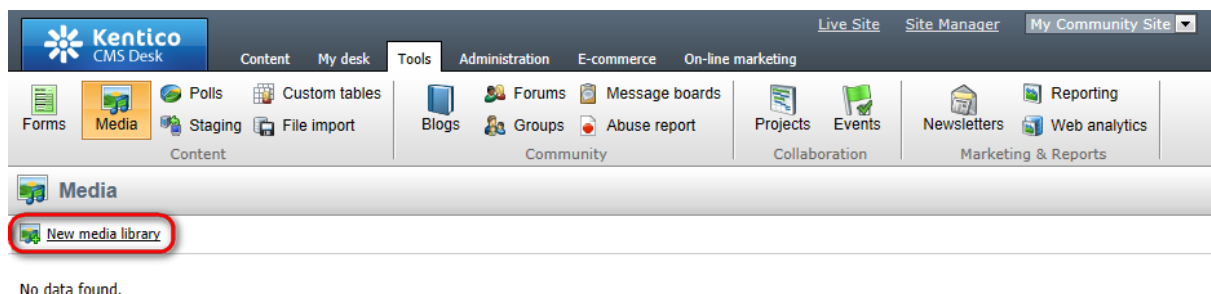 Live Site Site Manager My Community Site
Kentico
CMS Desk
Content My desk Tools Administration E-commerce On-line marketing
Polls Custom tables Forums Message boards Reporting
Forms Media Staging File import Blogs Groups Abuse report Projects Events Newsletters Web analytics
Content Community Collaboration Marketing & Reports
Media
New media library
No data found.